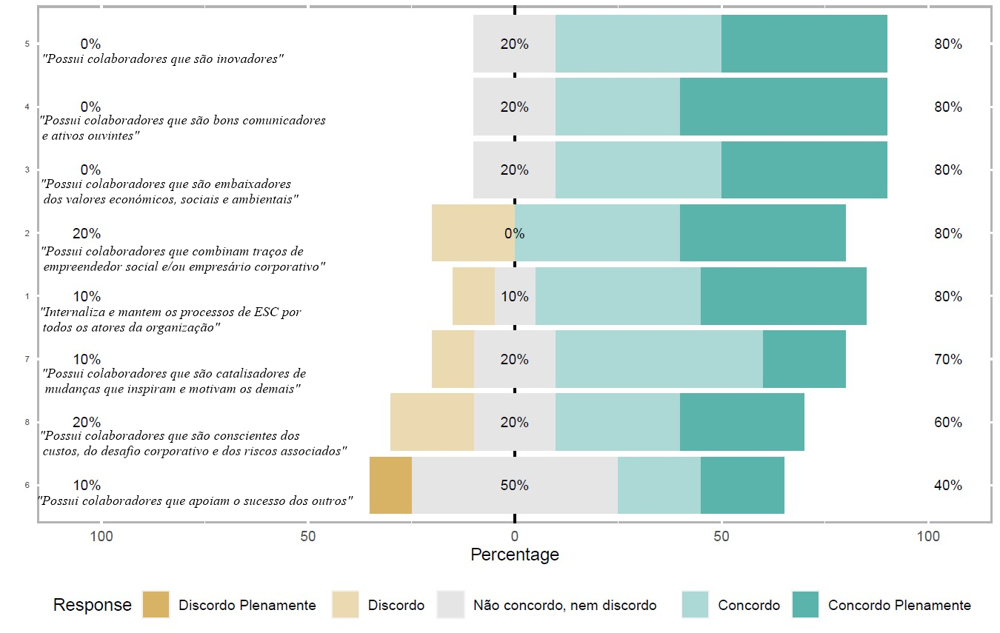 5 0% 20% 80%
"Possui colaboradores que são inovadores"
4 0% 20% 80%
"Possui colaboradores que são bons comunicadores
e ativos ouvintes"
3 0% 20% 80%
"Possui colaboradores que são embaixadores
dos valores económicos, sociais e ambientais"
2 20% 0% 80%
"Possui colaboradores que combinam traços de
empreendedor social e/ou empresário corporativo"
1 10% 10% 80%
"Internaliza e mantem os processos de ESC por
todos os atores da organização"
7 10% 20% 70%
"Possui colaboradores que são catalisadores de
mudanças que inspiram e motivam os demais"
8 20% 20% 60%
"Possui colaboradores que são conscientes dos
custos, do desafio corporativo e dos riscos associados"
6 10% 50% 40%
"Possui colaboradores que apoiam o sucesso dos outros"
100 50 0 50 100
Percentage
Response Discordo Plenamente Discordo Não concordo, nem discordo Concordo Concordo Plenamente